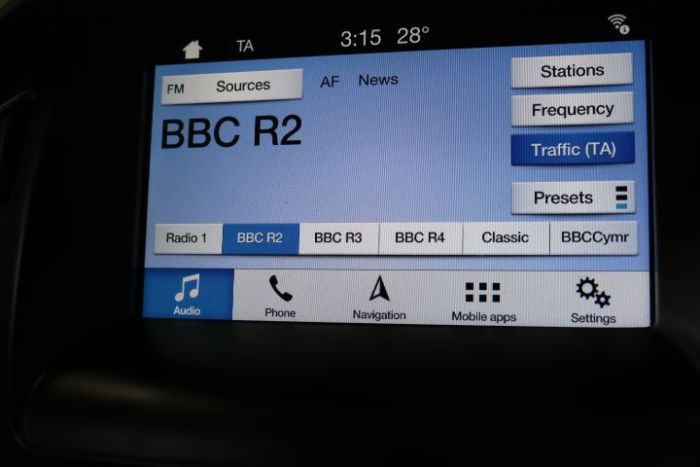 TA 3:15 28°
FM Sources AF News
Stations
Frequency
BBC R2
Traffic (TA)
Presets
Radio 1 BBC R2 BBC R3 BBC R4 Classic BBCCymr
Audio Phone Navigation Mobile apps Settings